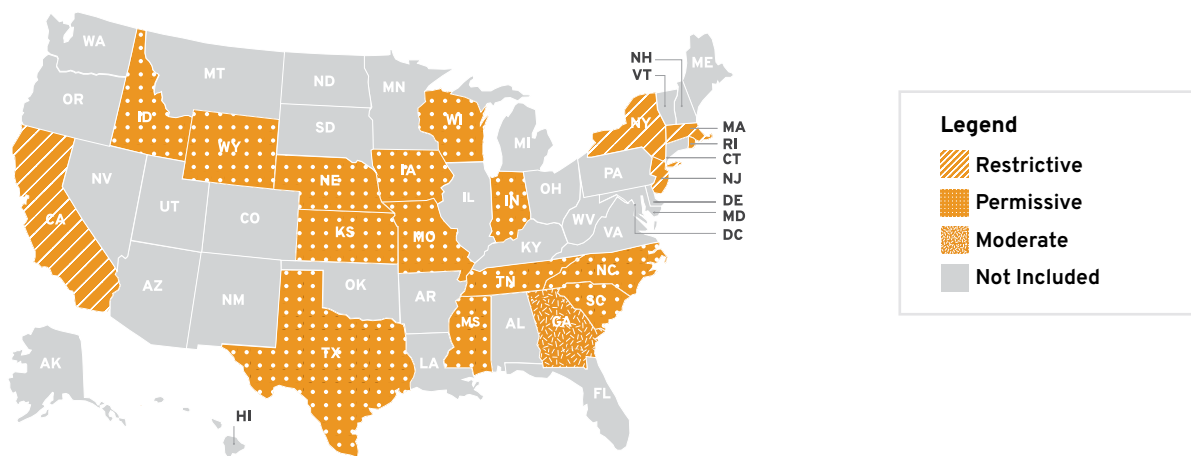 WA
MT
ND
MN
OR
ID
SD
WI
WY
MI
NH
VT
ME
NY
MA
RI
CT
NJ
DE
MD
DC
NV
UT
CO
NE
IA
IL
IN
OH
PA
CA
KS
MO
KY
WV
VA
AZ
NM
OK
AR
TN
NC
SC
TX
LA
MS
AL
GA
FL
AK
HI
Legend
Restrictive
Permissive
Moderate
Not Included